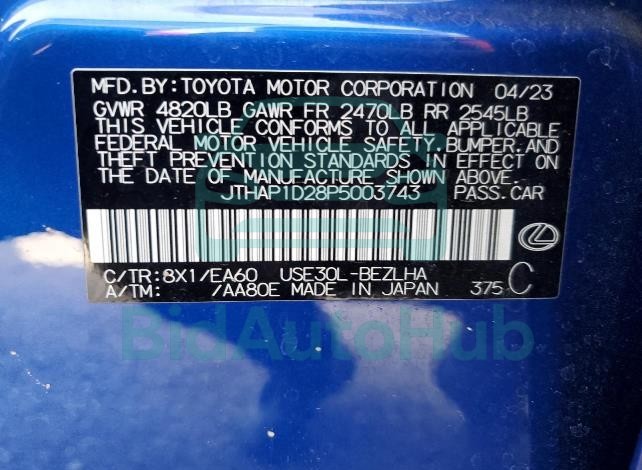 MFD. BY: TOYOTA MOTOR CORPORATION 04/23
GVWR 4820LB GAWR FR 2470LB RR 2545LB
THIS VEHICLE CONFORMS TO ALL APPLICABLE
FEDERAL MOTOR VEHICLE SAFETY, BUMPER, AND
THEFT PREVENTION STANDARDS IN EFFECT ON
THE DATE OF MANUFACTURE SHOWN ABOVE.
JTHAP1D28P5003743 PASS. CAR
C/TR: 8X1/EA60 USE30L-BEZLHA C
A/TM: /AA80E MADE IN JAPAN 375
BidAutoHub